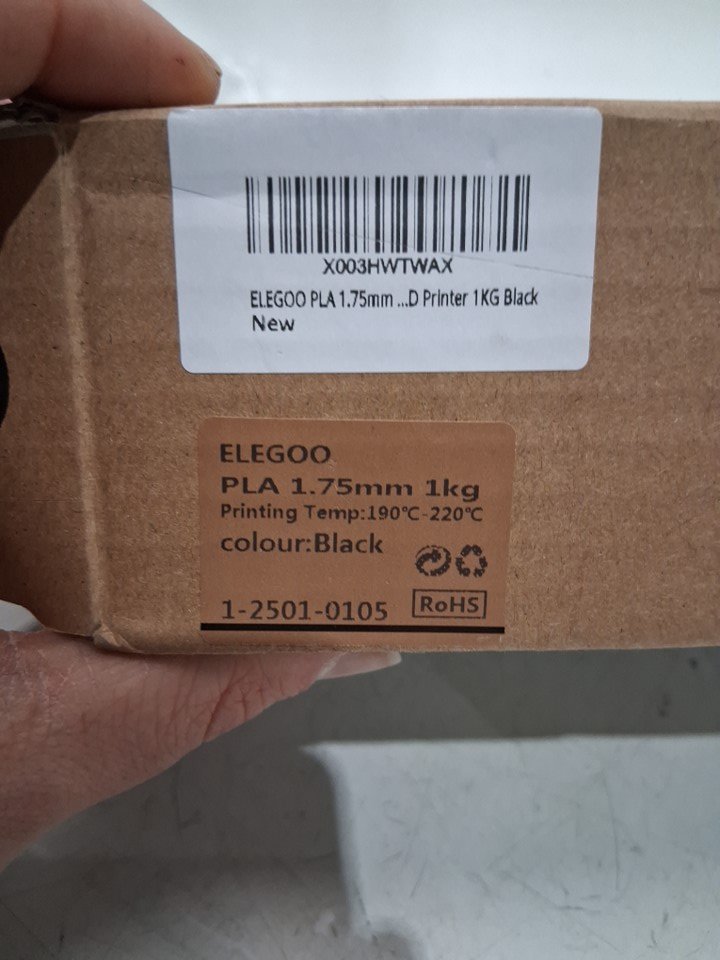 X003HWTWAX
ELEGOO PLA 1.75mm ...D Printer 1KG Black
New
ELEGOO
PLA 1.75mm 1kg
Printing Temp:190℃-220℃
colour:Black
1-2501-0105
RoHS